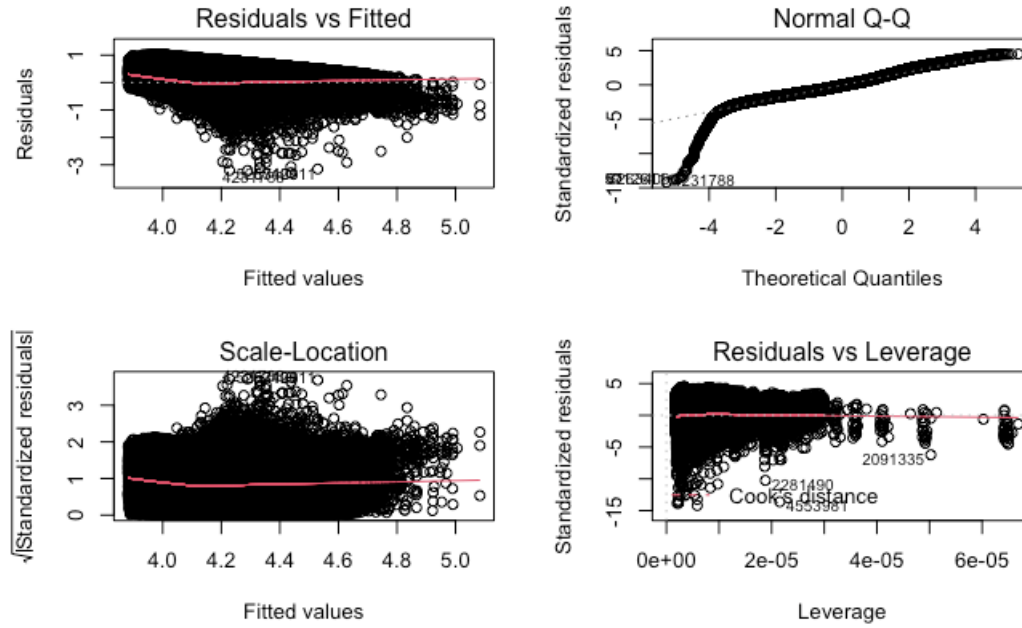 Residuals vs Fitted
Residuals
1
-1
-3
4.0 4.2 4.4 4.6 4.8 5.0
Fitted values
Normal Q-Q
Standardized residuals
5
0
-5
-4 -2 0 2 4
Theoretical Quantiles
Scale-Location
√|Standardized residuals|
3
2
1
0
4.0 4.2 4.4 4.6 4.8 5.0
Fitted values
Residuals vs Leverage
Standardized residuals
5
-5
-15
2091335
2281490
Cook's distance
4553981
0e+00 2e-05 4e-05 6e-05
Leverage